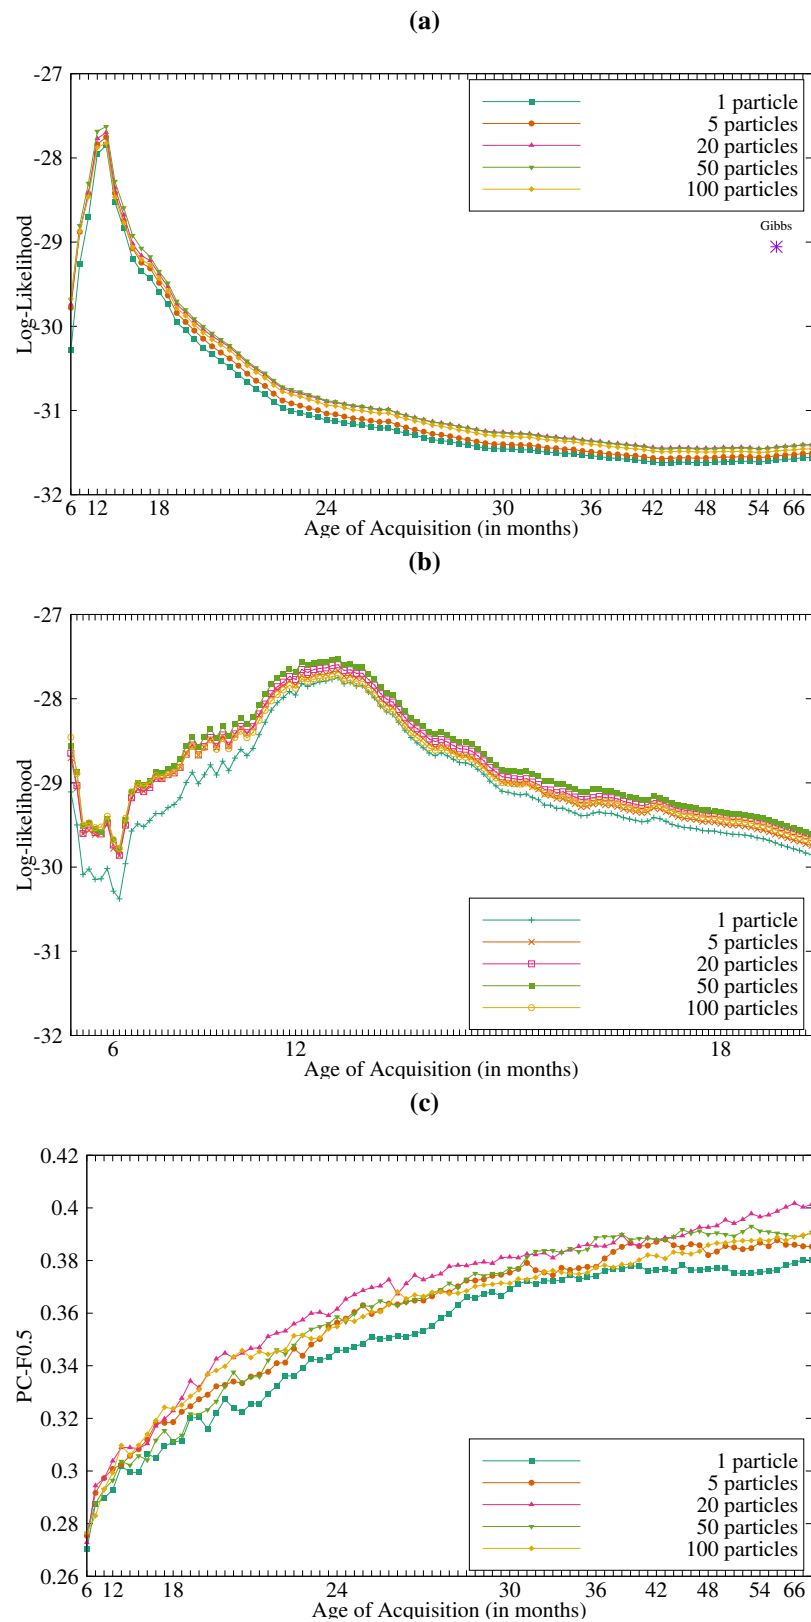 (a)
-27
-28
-29
-30
-31
-32
Log-Likelihood
1 particle
5 particles
20 particles
50 particles
100 particles
Gibbs
6 12 18 24 30 36 42 48 54 66
Age of Acquisition (in months)
(b)
-27
-28
-29
-30
-31
-32
Log-likelihood
1 particle
5 particles
20 particles
50 particles
100 particles
6 12 18
Age of Acquisition (in months)
(c)
0.42
0.4
0.38
0.36
0.34
0.32
0.3
0.28
0.26
PC-F0.5
1 particle
5 particles
20 particles
50 particles
100 particles
6 12 18 24 30 36 42 48 54 66
Age of Acquisition (in months)